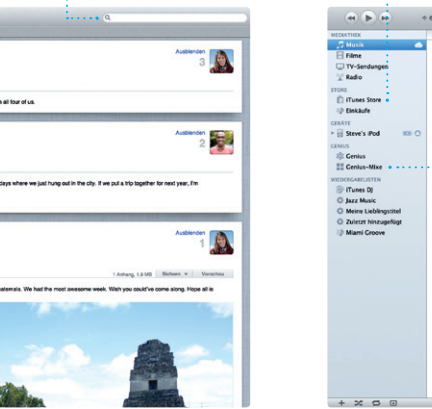 Ausblenden
3
n all four of us.
Ausblenden
2
days where we just hung out in the city. If we put a trip together for next year, I'm
Ausblenden
1
1 Anhang, 1,9 MB Sichern Vorschau
atemala. We had the most awesome week. Wish you could've come along. Hope all is
MEDIATHEK
Musik
Filme
TV-Sendungen
Radio
STORE
iTunes Store
Einkäufe
GERÄTE
Steve's iPod
GENIUS
Genius
Genius-Mixe
WIEDERGABELISTEN
iTunes DJ
Jazz Music
Meine Lieblingstitel
Zuletzt hinzugefügt
Miami Groove